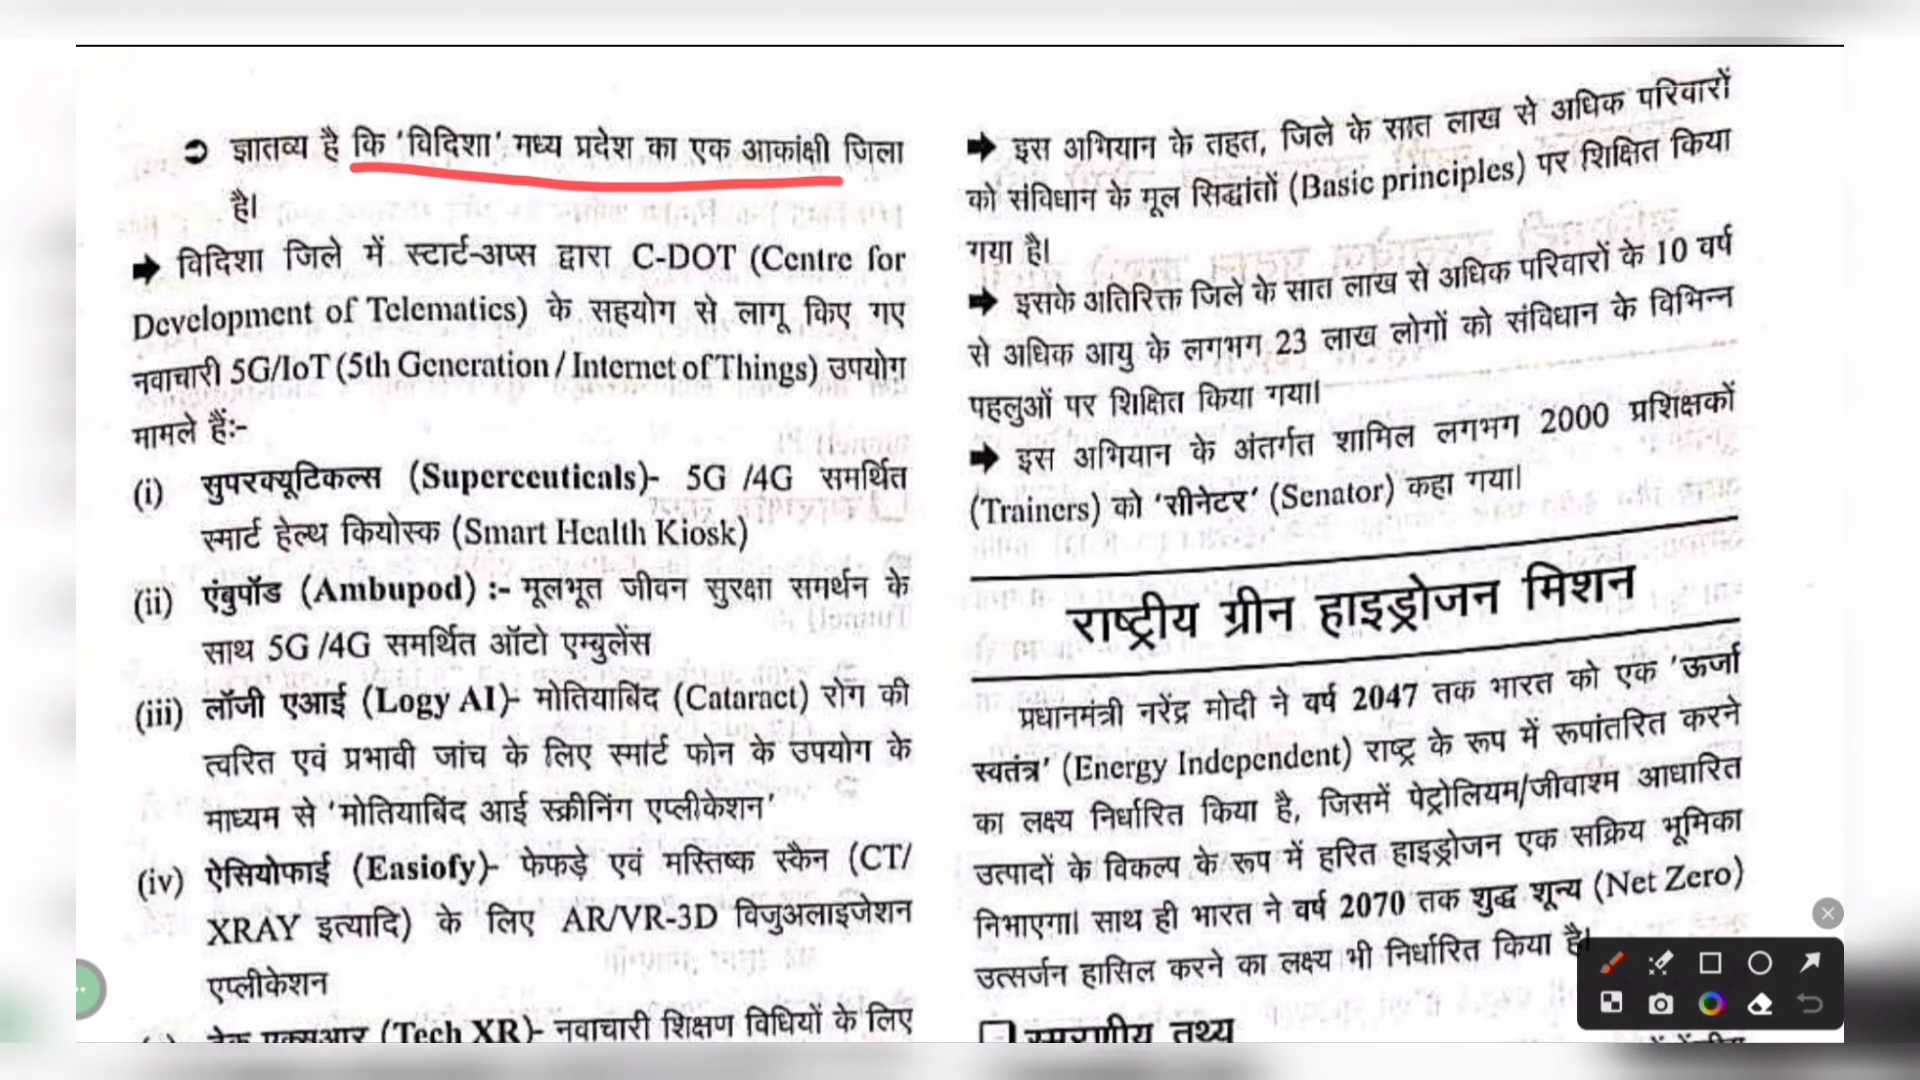 ➲ ज्ञातव्य है कि ‘विदिशा’ मध्य प्रदेश का एक आकांक्षी जिला
है।
➡ विदिशा जिले में स्टार्ट-अप्स द्वारा C-DOT (Centre for
Development of Telematics) के सहयोग से लागू किए गए
नवाचारी 5G/IoT (5th Generation / Internet of Things) उपयोग
मामले हैं:-
(i) सुपरक्यूटिकल्स (Superceuticals)- 5G /4G समर्थित
स्मार्ट हेल्थ कियोस्क (Smart Health Kiosk)
(ii) एंबुपॉड (Ambupod) :- मूलभूत जीवन सुरक्षा समर्थन के
साथ 5G /4G समर्थित ऑटो एम्बुलेंस
(iii) लॉजी एआई (Logy AI)- मोतियाबिंद (Cataract) रोग की
त्वरित एवं प्रभावी जांच के लिए स्मार्ट फोन के उपयोग के
माध्यम से ‘मोतियाबिंद आई स्क्रीनिंग एप्लीकेशन’
(iv) ऐसियोफाई (Easiofy)- फेफड़े एवं मस्तिष्क स्कैन (CT/
XRAY इत्यादि) के लिए AR/VR-3D विजुअलाइजेशन
एप्लीकेशन
टेक एक्सआर (Tech XR)- नवाचारी शिक्षण विधियों के लिए
➡ इस अभियान के तहत, जिले के सात लाख से अधिक परिवारों
को संविधान के मूल सिद्धांतों (Basic principles) पर शिक्षित किया
गया है।
➡ इसके अतिरिक्त जिले के सात लाख से अधिक परिवारों के 10 वर्ष
से अधिक आयु के लगभग 23 लाख लोगों को संविधान के विभिन्न
पहलुओं पर शिक्षित किया गया।
➡ इस अभियान के अंतर्गत शामिल लगभग 2000 प्रशिक्षकों
(Trainers) को ‘सीनेटर’ (Senator) कहा गया।
राष्ट्रीय ग्रीन हाइड्रोजन मिशन
प्रधानमंत्री नरेंद्र मोदी ने वर्ष 2047 तक भारत को एक ‘ऊर्जा
स्वतंत्र’ (Energy Independent) राष्ट्र के रूप में रूपांतरित करने
का लक्ष्य निर्धारित किया है, जिसमें पेट्रोलियम/जीवाश्म आधारित
उत्पादों के विकल्प के रूप में हरित हाइड्रोजन एक सक्रिय भूमिका
निभाएगा। साथ ही भारत ने वर्ष 2070 तक शुद्ध शून्य (Net Zero)
उत्सर्जन हासिल करने का लक्ष्य भी निर्धारित किया है।
❑ स्मरणीय तथ्य